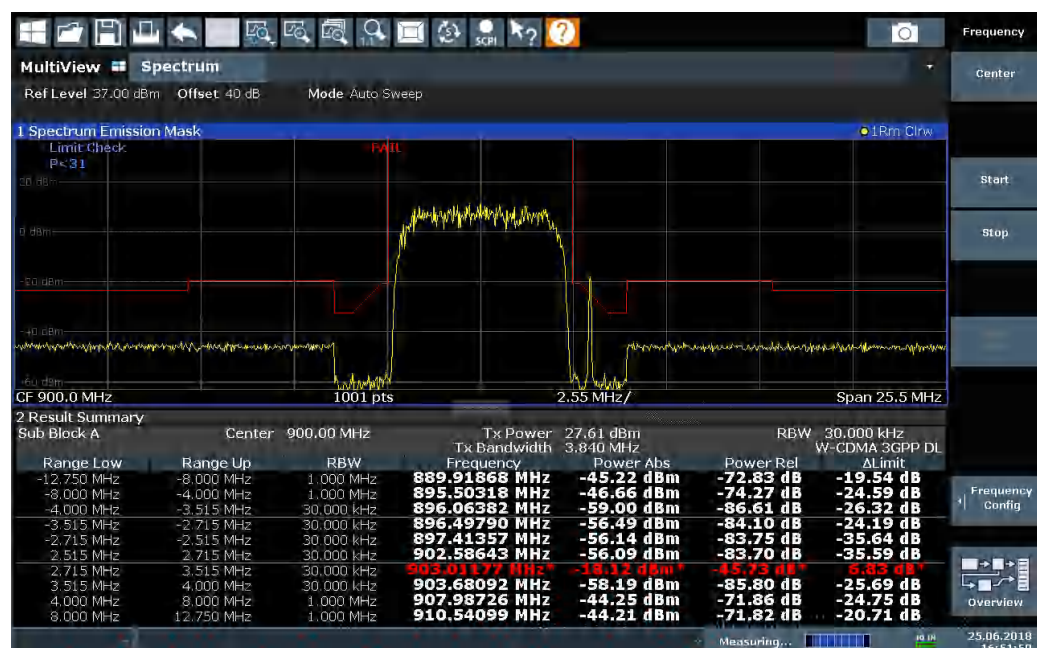 SCPI
1:1
Frequency
MultiView Spectrum
Center
Ref Level 37.00 dBm Offset 40 dB Mode Auto Sweep
1 Spectrum Emission Mask 1Rm Clrw
Limit Check FAIL
P<31
20 dBm
Start
0 dBm
Stop
-20 dBm
-40 dBm
-60 dBm
CF 900.0 MHz 1001 pts 2.55 MHz/ Span 25.5 MHz
2 Result Summary
Sub Block A Center 900.00 MHz Tx Power 27.61 dBm RBW 30.000 kHz
Tx Bandwidth 3.840 MHz W-CDMA 3GPP DL
Range Low Range Up RBW Frequency Power Abs Power Rel ΔLimit
-12.750 MHz -8.000 MHz 1.000 MHz 889.91868 MHz -45.22 dBm -72.83 dB -19.54 dB
-8.000 MHz -4.000 MHz 1.000 MHz 895.50318 MHz -46.66 dBm -74.27 dB -24.59 dB
-4.000 MHz -3.515 MHz 30.000 kHz 896.06382 MHz -59.00 dBm -86.61 dB -26.32 dB
-3.515 MHz -2.715 MHz 30.000 kHz 896.49790 MHz -56.49 dBm -84.10 dB -24.19 dB
-2.715 MHz -2.515 MHz 30.000 kHz 897.41357 MHz -56.14 dBm -83.75 dB -35.64 dB
2.515 MHz 2.715 MHz 30.000 kHz 902.58643 MHz -56.09 dBm -83.70 dB -35.59 dB
2.715 MHz 3.515 MHz 30.000 kHz 903.01177 MHz* -18.12 dBm* -45.73 dB* 6.83 dB*
3.515 MHz 4.000 MHz 30.000 kHz 903.68092 MHz -58.19 dBm -85.80 dB -25.69 dB
4.000 MHz 8.000 MHz 1.000 MHz 907.98726 MHz -44.25 dBm -71.86 dB -24.75 dB
8.000 MHz 12.750 MHz 1.000 MHz 910.54099 MHz -44.21 dBm -71.82 dB -20.71 dB
Frequency
Config
Overview
Measuring... 25.06.2018